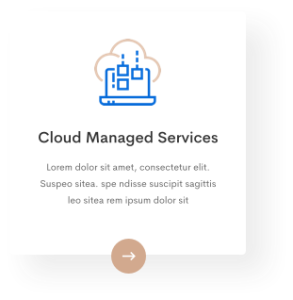 Cloud Managed Services
Lorem dolor sit amet, consectetur elit.
Suspeo sitea. spe ndisse suscipit sagittis
leo sitea rem ipsum dolor sit